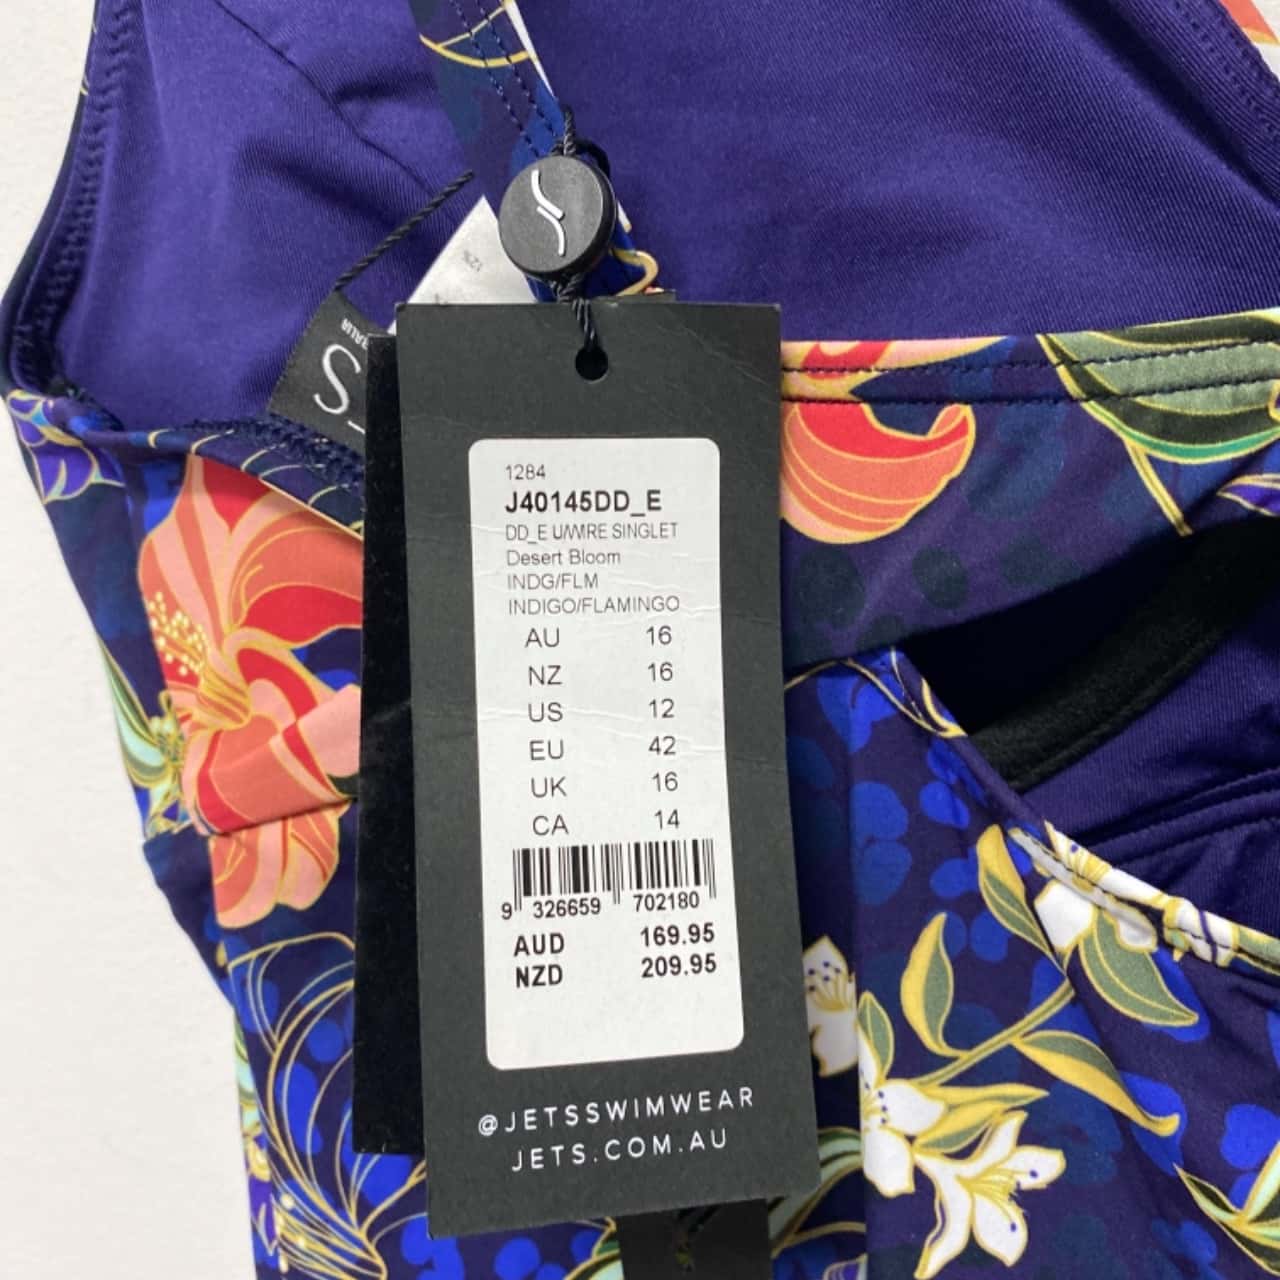 12%
1284
J40145DD_E
DD_E U/WIRE SINGLET
Desert Bloom
INDG/FLM
INDIGO/FLAMINGO
AU 16
NZ 16
US 12
EU 42
UK 16
CA 14
9 326659 702180
AUD 169.95
NZD 209.95
@JETSSWIMWEAR
JETS.COM.AU